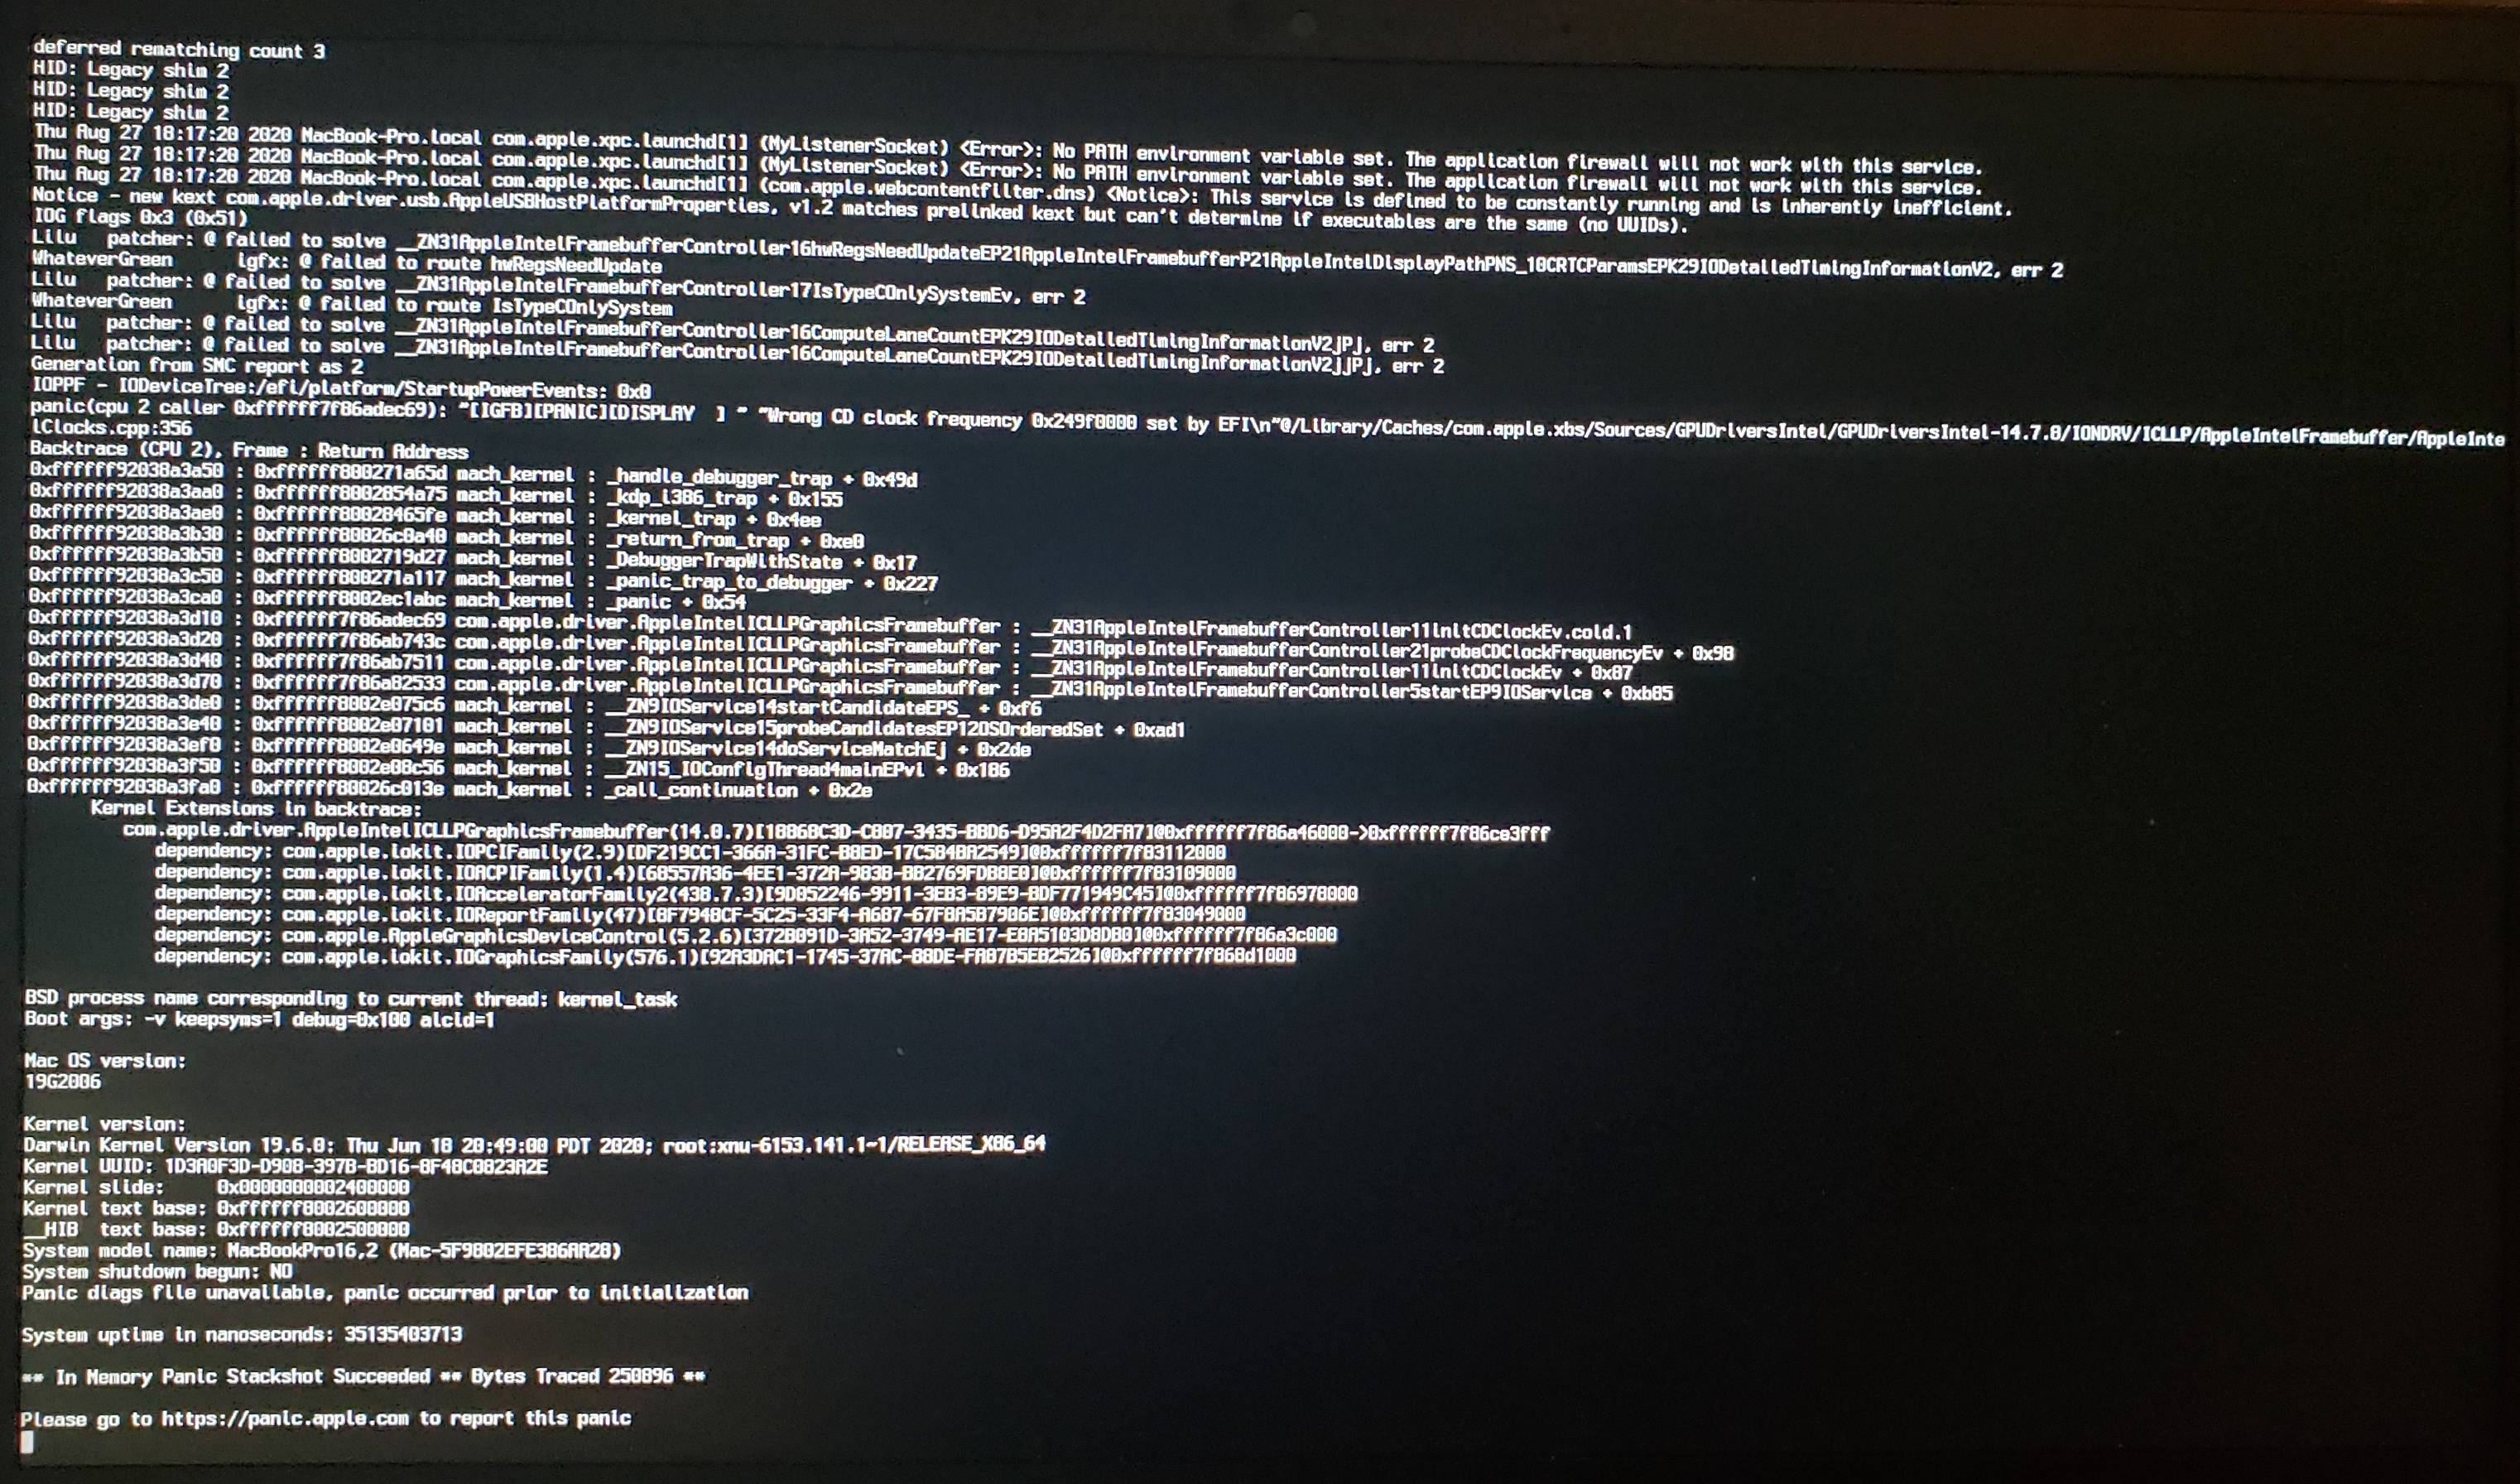 deferred rematching count 3
HID: Legacy shim 2
HID: Legacy shim 2
HID: Legacy shim 2
Thu Aug 27 18:17:20 2020 MacBook-Pro.local com.apple.xpc.launchd[1] (MyListenerSocket) <Error>: No PATH environment variable set. The application firewall will not work with this service.
Thu Aug 27 18:17:20 2020 MacBook-Pro.local com.apple.xpc.launchd[1] (MyListenerSocket) <Error>: No PATH environment variable set. The application firewall will not work with this service.
Thu Aug 27 18:17:20 2020 MacBook-Pro.local com.apple.xpc.launchd[1] (com.apple.webcontentfilter.dns) <Notice>: This service is defined to be constantly running and is inherently inefficient.
Notice - new kext com.apple.driver.usb.AppleUSBHostPlatformProperties, v1.2 matches prelinked kext but can't determine if executables are the same (no UUIDs).
IOG flags 0x3 (0x51)
Lilu   patcher: @ failed to solve __ZN31AppleIntelFramebufferController16hwRegsNeedUpdateEP21AppleIntelFramebufferP21AppleIntelDisplayPathPNS_10CRTCParamsEPK29IODetailedTimingInformationV2, err 2
WhateverGreen      igfx: @ failed to route hwRegsNeedUpdate
Lilu   patcher: @ failed to solve __ZN31AppleIntelFramebufferController17IsTypeCOnlySystemEv, err 2
WhateverGreen      igfx: @ failed to route IsTypeCOnlySystem
Lilu   patcher: @ failed to solve __ZN31AppleIntelFramebufferController16ComputeLaneCountEPK29IODetailedTimingInformationV2jPj, err 2
Lilu   patcher: @ failed to solve __ZN31AppleIntelFramebufferController16ComputeLaneCountEPK29IODetailedTimingInformationV2jjPj, err 2
Generation from SMC report as 2
IOPPF - IODeviceTree:/efi/platform/StartupPowerEvents: 0x0
panic(cpu 2 caller 0xffffff7f86adec69): "[IGFB][PANIC][DISPLAY  ] " "Wrong CD clock frequency 0x249f0000 set by EFI\n"@/Library/Caches/com.apple.xbs/Sources/GPUDriversIntel/GPUDriversIntel-14.7.8/IONDRV/ICLLP/AppleIntelFramebuffer/AppleInte
lClocks.cpp:356
Backtrace (CPU 2), Frame : Return Address
0xffffff92038a3a50 : 0xffffff800271a65d mach_kernel : _handle_debugger_trap + 0x49d
0xffffff92038a3aa0 : 0xffffff8002854a75 mach_kernel : _kdp_i386_trap + 0x155
0xffffff92038a3ae0 : 0xffffff80028465fe mach_kernel : _kernel_trap + 0x4ee
0xffffff92038a3b30 : 0xffffff80026c0a40 mach_kernel : _return_from_trap + 0xe0
0xffffff92038a3b50 : 0xffffff8002719d27 mach_kernel : _DebuggerTrapWithState + 0x17
0xffffff92038a3c50 : 0xffffff800271a117 mach_kernel : _panic_trap_to_debugger + 0x227
0xffffff92038a3ca0 : 0xffffff8002ec1abc mach_kernel : _panic + 0x54
0xffffff92038a3d10 : 0xffffff7f86adec69 com.apple.driver.AppleIntelICLLPGraphicsFramebuffer : __ZN31AppleIntelFramebufferController11initCDClockEv.cold.1
0xffffff92038a3d20 : 0xffffff7f86ab743c com.apple.driver.AppleIntelICLLPGraphicsFramebuffer : __ZN31AppleIntelFramebufferController21probeCDClockFrequencyEv + 0x98
0xffffff92038a3d40 : 0xffffff7f86ab7511 com.apple.driver.AppleIntelICLLPGraphicsFramebuffer : __ZN31AppleIntelFramebufferController11initCDClockEv + 0x87
0xffffff92038a3d70 : 0xffffff7f86a82533 com.apple.driver.AppleIntelICLLPGraphicsFramebuffer : __ZN31AppleIntelFramebufferController5startEP9IOService + 0xb85
0xffffff92038a3de0 : 0xffffff8002e075c6 mach_kernel : __ZN9IOService14startCandidateEPS_ + 0xf6
0xffffff92038a3e40 : 0xffffff8002e07101 mach_kernel : __ZN9IOService15probeCandidatesEP12OSOrderedSet + 0xad1
0xffffff92038a3ef0 : 0xffffff8002e0649e mach_kernel : __ZN9IOService14doServiceMatchEj + 0x2de
0xffffff92038a3f50 : 0xffffff8002e08c56 mach_kernel : __ZN15_IOConfigThread4mainEPvi + 0x186
0xffffff92038a3fa0 : 0xffffff80026c013e mach_kernel : _call_continuation + 0x2e
Kernel Extensions in backtrace:
com.apple.driver.AppleIntelICLLPGraphicsFramebuffer(14.0.7)[18868C3D-C887-3435-BBD6-D95A2F4D2FA7]@0xffffff7f86a46000->0xffffff7f86ce3fff
dependency: com.apple.iokit.IOPCIFamily(2.9)[DF219CC1-366A-31FC-B8ED-17C584BA2549]@0xffffff7f83112000
dependency: com.apple.iokit.IOACPIFamily(1.4)[68557A36-4EE1-372A-983B-BB2769FDB8E0]@0xffffff7f83109000
dependency: com.apple.iokit.IOAcceleratorFamily2(438.7.3)[9D852246-9911-3EB3-89E9-8DF771949C45]@0xffffff7f86978000
dependency: com.apple.iokit.IOReportFamily(47)[8F7948CF-5C25-33F4-A687-67F8A5B7906E]@0xffffff7f83049000
dependency: com.apple.AppleGraphicsDeviceControl(5.2.6)[372B091D-3A52-3749-AE17-E8A5103D8DB0]@0xffffff7f86a3c000
dependency: com.apple.iokit.IOGraphicsFamily(576.1)[92A3DAC1-1745-37AC-88DE-FA87B5EB2526]@0xffffff7f868d1000
BSD process name corresponding to current thread: kernel_task
Boot args: -v keepsyms=1 debug=0x100 alcid=1
Mac OS version:
19G2006
Kernel version:
Darwin Kernel Version 19.6.0: Thu Jun 18 20:49:00 PDT 2020; root:xnu-6153.141.1~1/RELEASE_X86_64
Kernel UUID: 1D3A0F3D-D908-397B-BD16-8F48C0823A2E
Kernel slide:     0x0000000002400000
Kernel text base: 0xffffff8002600000
__HIB  text base: 0xffffff8002500000
System model name: MacBookPro16,2 (Mac-5F9802EFE386AA28)
System shutdown begun: NO
Panic diags file unavailable, panic occurred prior to initialization
System uptime in nanoseconds: 35135403713
** In Memory Panic Stackshot Succeeded ** Bytes Traced 250896 **
Please go to https://panic.apple.com to report this panic